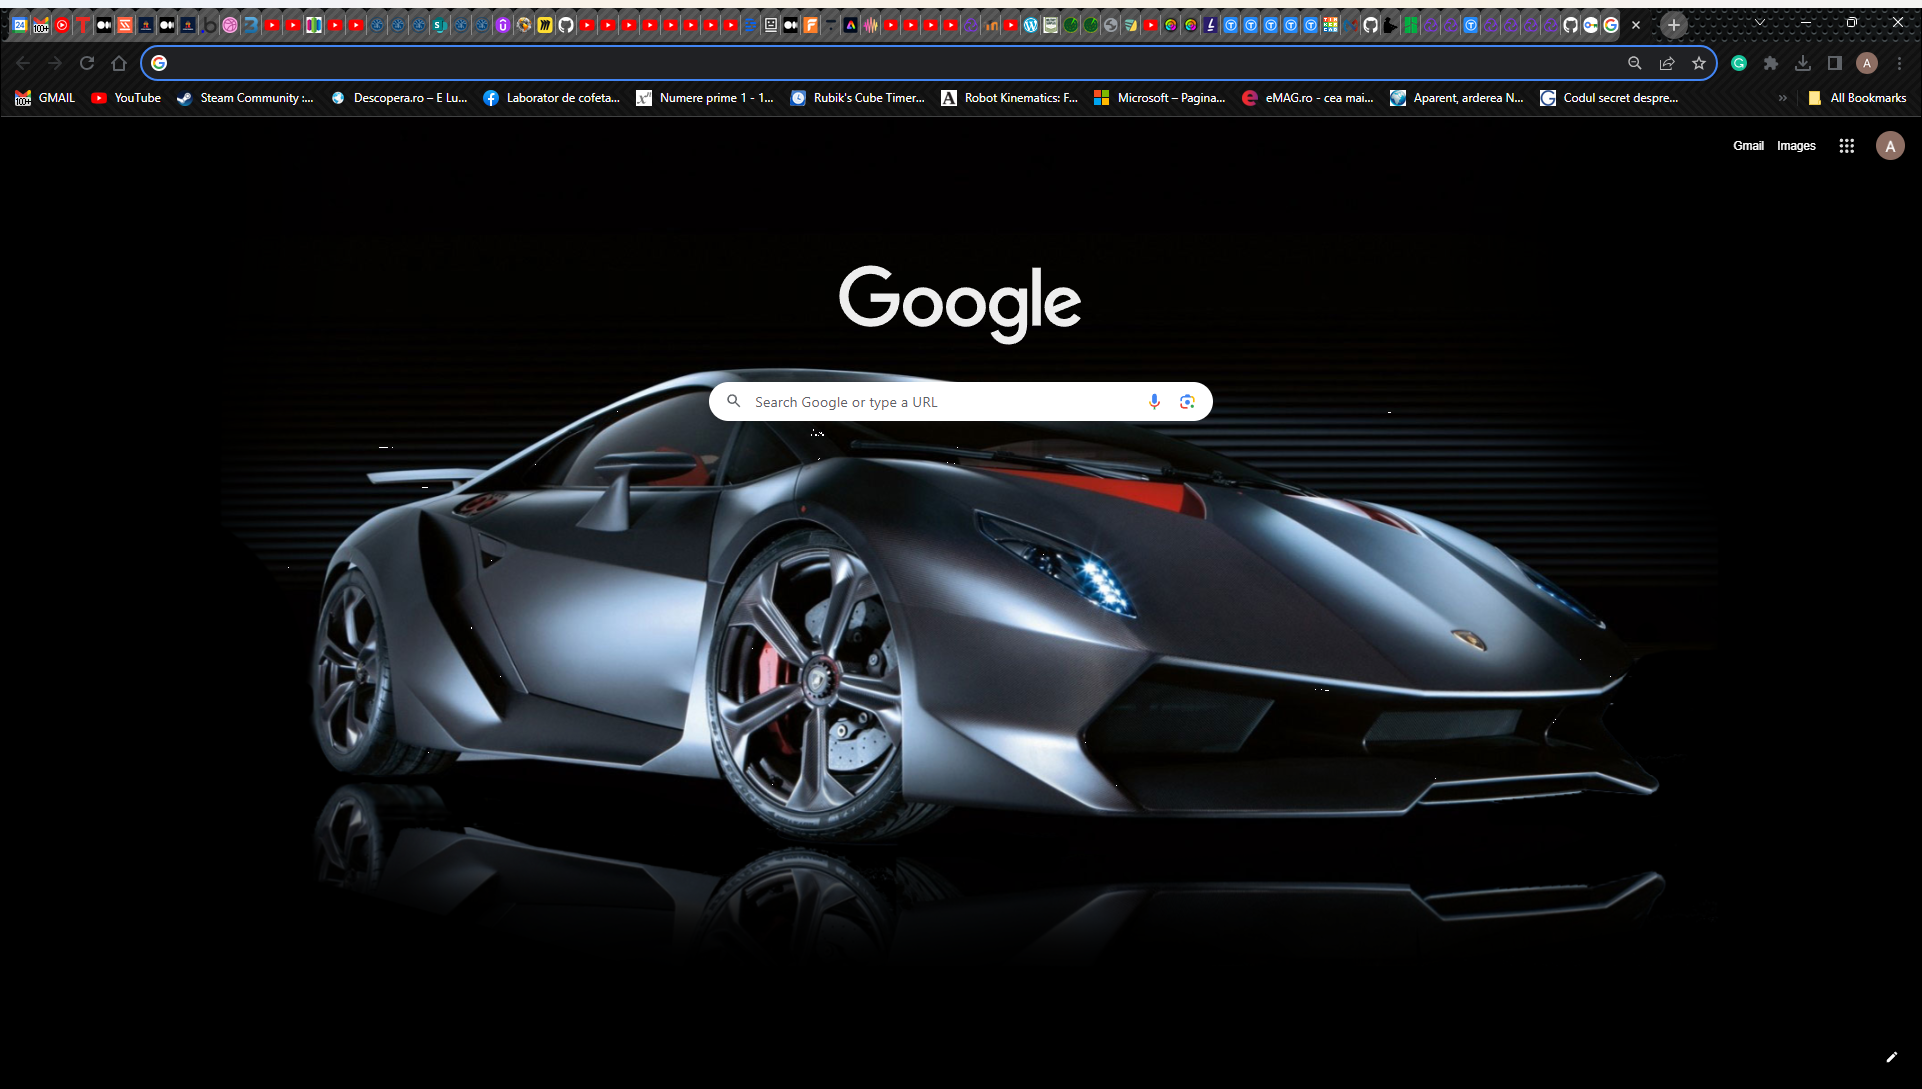 GMAIL
YouTube
Steam Community :...
Descopera.ro – E Lu...
Laborator de cofeta...
Numere prime 1 - 1...
Rubik's Cube Timer...
Robot Kinematics: F...
Microsoft – Pagina...
eMAG.ro - cea mai...
Aparent, arderea N...
Codul secret despre...
»
All Bookmarks
Gmail
Images
A
A
Google
Search Google or type a URL